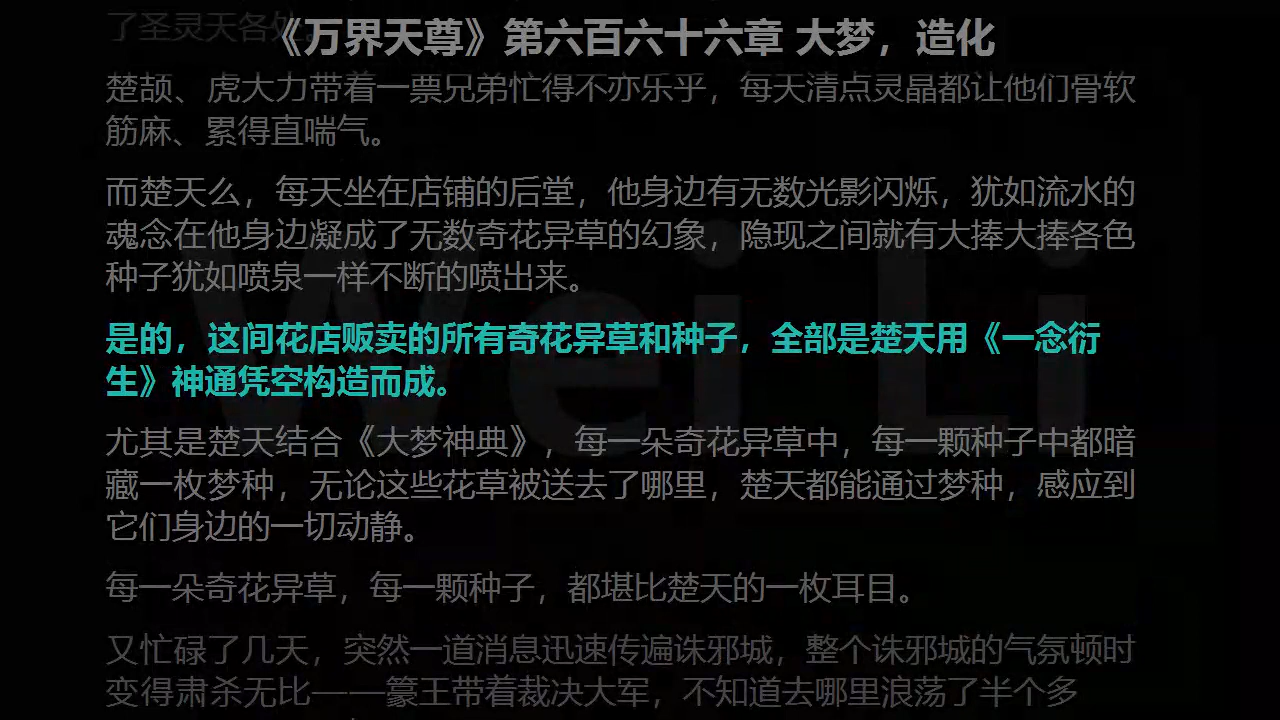 了圣灵天各处。
《万界天尊》第六百六十六章 大梦，造化
楚颉、虎大力带着一票兄弟忙得不亦乐乎，每天清点灵晶都让他们骨软
筋麻、累得直喘气。
而楚天么，每天坐在店铺的后堂，他身边有无数光影闪烁，犹如流水的
魂念在他身边凝成了无数奇花异草的幻象，隐现之间就有大捧大捧各色
种子犹如喷泉一样不断的喷出来。
是的，这间花店贩卖的所有奇花异草和种子，全部是楚天用《一念衍
生》神通凭空构造而成。
尤其是楚天结合《大梦神典》，每一朵奇花异草中，每一颗种子中都暗
藏一枚梦种，无论这些花草被送去了哪里，楚天都能通过梦种，感应到
它们身边的一切动静。
每一朵奇花异草，每一颗种子，都堪比楚天的一枚耳目。
又忙碌了几天，突然一道消息迅速传遍诛邪城，整个诛邪城的气氛顿时
变得肃杀无比——篆王带着裁决大军，不知道去哪里浪荡了半个多
Wei Li